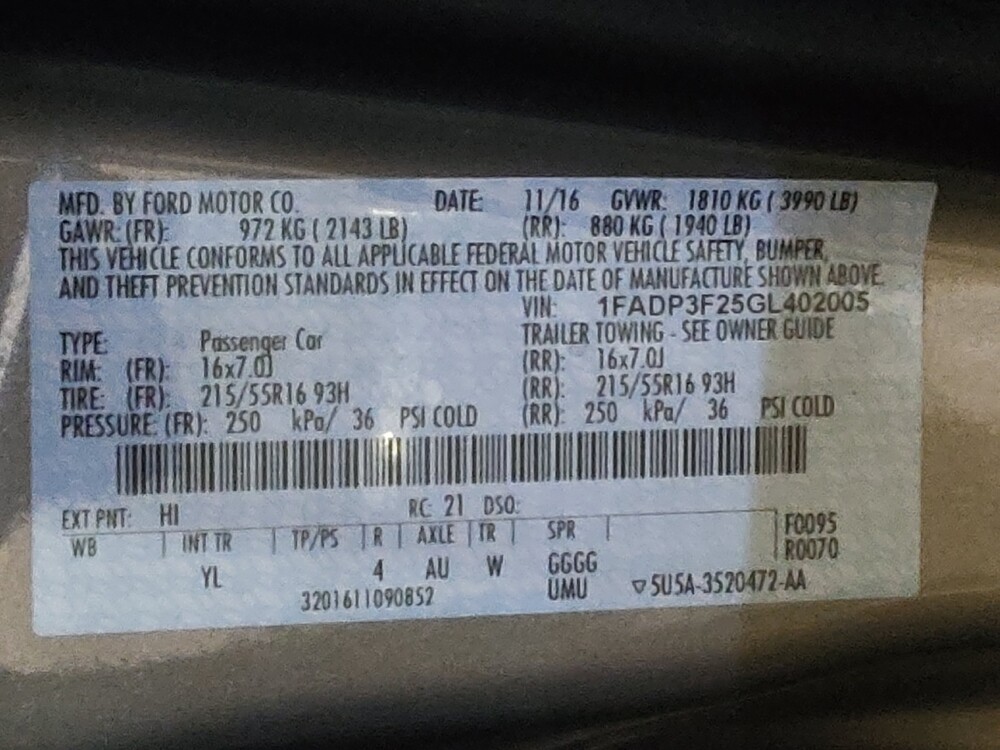 MFD. BY FORD MOTOR CO. DATE: 11/16 GVWR: 1810 KG ( 3990 LB)
GAWR: (FR): 972 KG ( 2143 LB) (RR): 880 KG ( 1940 LB)
THIS VEHICLE CONFORMS TO ALL APPLICABLE FEDERAL MOTOR VEHICLE SAFETY, BUMPER,
AND THEFT PREVENTION STANDARDS IN EFFECT ON THE DATE OF MANUFACTURE SHOWN ABOVE.
VIN: 1FADP3F25GL402005
TYPE: Passenger Car TRAILER TOWING - SEE OWNER GUIDE
RIM: (FR): 16x7.0J (RR): 16x7.0J
TIRE: (FR): 215/55R16 93H (RR): 215/55R16 93H
PRESSURE: (FR): 250 kPa/ 36 PSI COLD (RR): 250 kPa/ 36 PSI COLD
EXT PNT: HI RC: 21 DSO:
WB | INT TR | TP/PS | R | AXLE | TR | SPR | F0095
R0070
YL 4 AU W GGGG
3201611090852 UMU ▽5U5A-3520472-AA